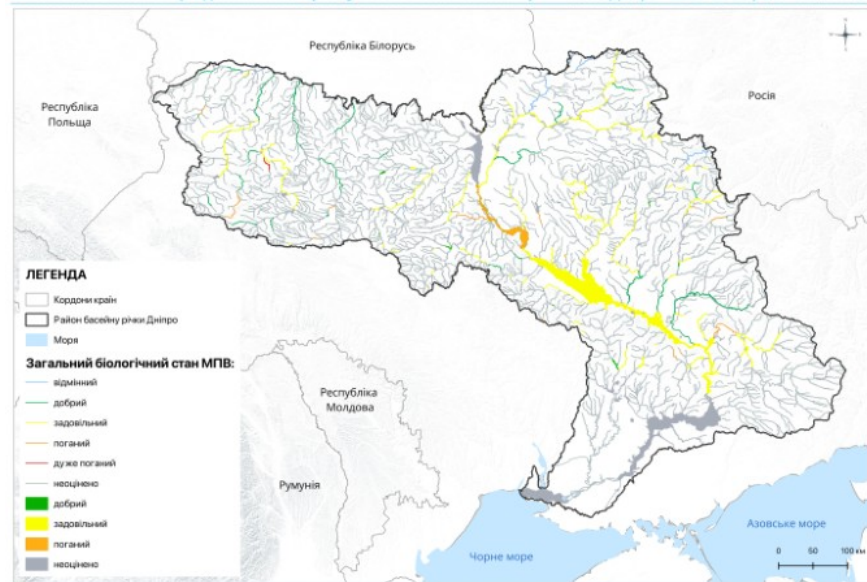 Республіка Білорусь
Росія
Республіка
Польща
ЛЕГЕНДА
Кордони країн
Район басейну річки Дніпро
Моря
Загальний біологічний стан МПВ:
відмінний
добрий
задовільний
поганий
дуже поганий
неоцінено
добрий
задовільний
поганий
неоцінено
Республіка
Молдова
Румунія
Чорне море
Азовське море
0 50 100 км